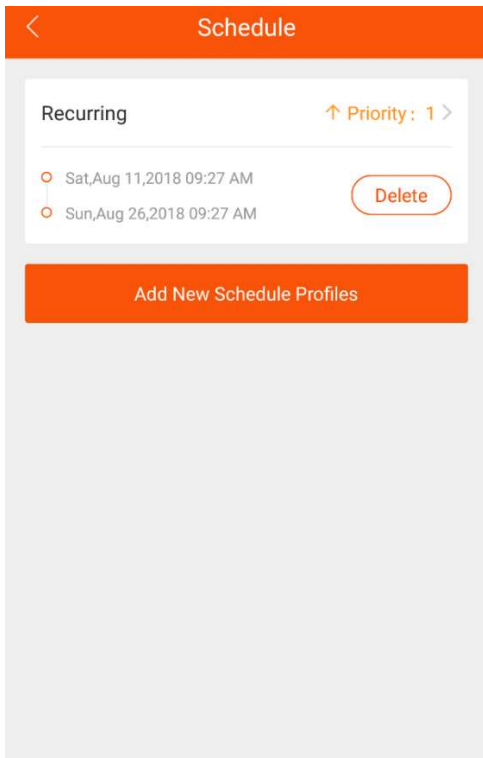 Schedule
Recurring
↑ Priority: 1 >
Sat,Aug 11,2018 09:27 AM
Sun,Aug 26,2018 09:27 AM
Delete
Add New Schedule Profiles